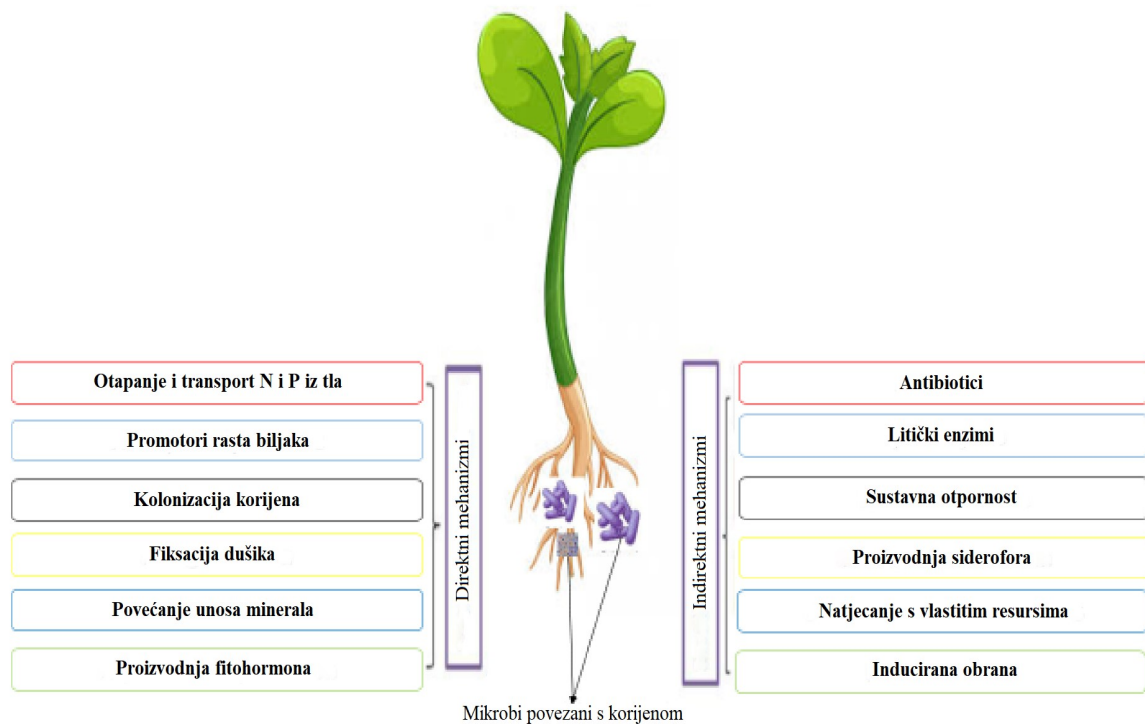 Otapanje i transport N i P iz tla
Promotori rasta biljaka
Kolonizacija korijena
Fiksacija dušika
Povećanje unosa minerala
Proizvodnja fitohormona
Direktni mehanizmi
Indirektni mehanizmi
Antibiotici
Litički enzimi
Sustavna otpornost
Proizvodnja siderofora
Natjecanje s vlastitim resursima
Inducirana obrana
Mikrobi povezani s korijenom